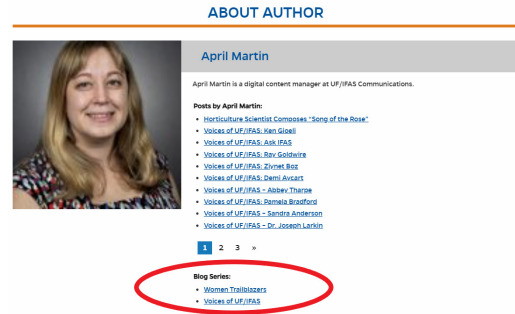 ABOUT AUTHOR
April Martin
April Martin is a digital content manager at UF/IFAS Communications.
Posts by April Martin:
Horticulture Scientist Composes "Song of the Rose"
Voices of UF/IFAS: Ken Gioeli
Voices of UF/IFAS: Ask IFAS
Voices of UF/IFAS: Ray Goldwire
Voices of UF/IFAS: Ziynet Boz
Voices of UF/IFAS: Demi Avcart
Voices of UF/IFAS – Abbey Tharpe
Voices of UF/IFAS: Pamela Bradford
Voices of UF/IFAS – Sandra Anderson
Voices of UF/IFAS – Dr. Joseph Larkin
1 2 3 »
Blog Series:
Women Trailblazers
Voices of UF/IFAS